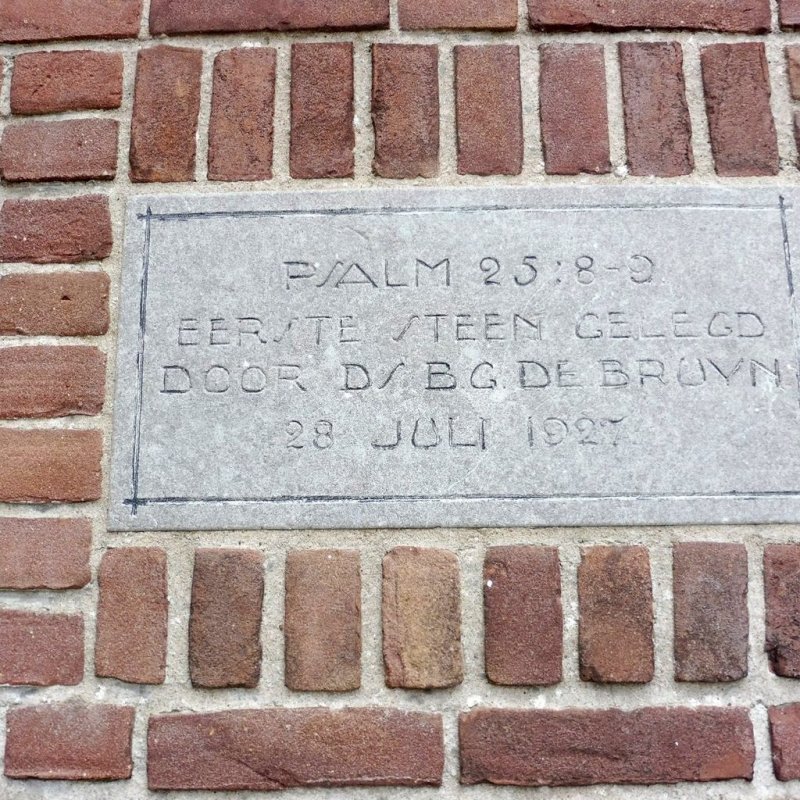 PSALM 25:8-9
EERSTE STEEN GELEGD
DOOR DS. B.G. DE BRUYN
28 JULI 1927